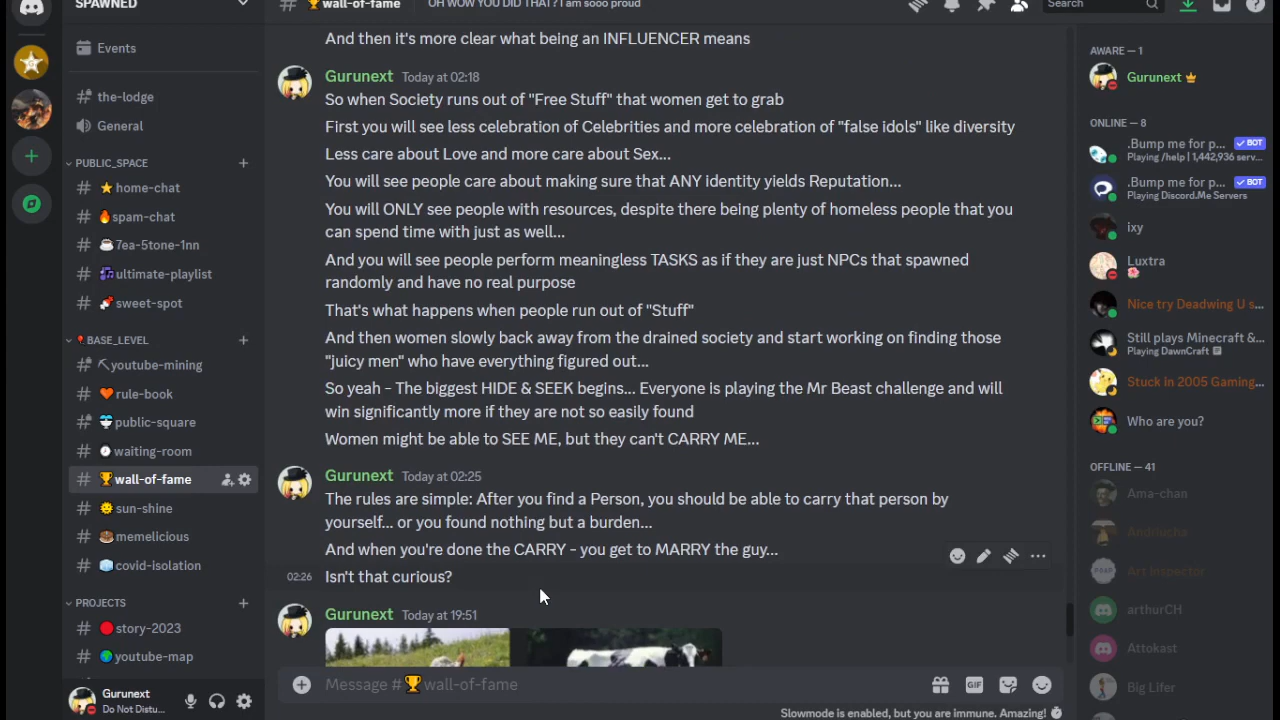 SPAWNED
Events
the-lodge
General
PUBLIC_SPACE
home-chat
spam-chat
7ea-5tone-1nn
ultimate-playlist
sweet-spot
BASE_LEVEL
youtube-mining
rule-book
public-square
waiting-room
wall-of-fame
sun-shine
memelicious
covid-isolation
PROJECTS
story-2023
youtube-map
Gurunext
Do Not Distu...
wall-of-fame
OH WOW YOU DID THAT? I am sooo proud
Search
And then it's more clear what being an INFLUENCER means
Gurunext Today at 02:18
So when Society runs out of "Free Stuff" that women get to grab
First you will see less celebration of Celebrities and more celebration of "false idols" like diversity
Less care about Love and more care about Sex...
You will see people care about making sure that ANY identity yields Reputation...
You will ONLY see people with resources, despite there being plenty of homeless people that you
can spend time with just as well...
And you will see people perform meaningless TASKS as if they are just NPCs that spawned
randomly and have no real purpose
That's what happens when people run out of "Stuff"
And then women slowly back away from the drained society and start working on finding those
"juicy men" who have everything figured out...
So yeah - The biggest HIDE & SEEK begins... Everyone is playing the Mr Beast challenge and will
win significantly more if they are not so easily found
Women might be able to SEE ME, but they can't CARRY ME...
Gurunext Today at 02:25
The rules are simple: After you find a Person, you should be able to carry that person by
yourself... or you found nothing but a burden...
And when you're done the CARRY - you get to MARRY the guy...
02:26 Isn't that curious?
Gurunext Today at 19:51
Message #🏆wall-of-fame
GIF
Slowmode is enabled, but you are immune. Amazing!
AWARE — 1
Gurunext
ONLINE — 8
.Bump me for p... BOT
Playing /help | 1,442,936 serv...
.Bump me for p... BOT
Playing Discord.Me Servers
ixy
Luxtra
Nice try Deadwing U s...
Still plays Minecraft &...
Playing DawnCraft
Stuck in 2005 Gaming...
Who are you?
OFFLINE — 41
Ama-chan
Andilucha
Art Inspector
arthurCH
Attokast
Big Lifer